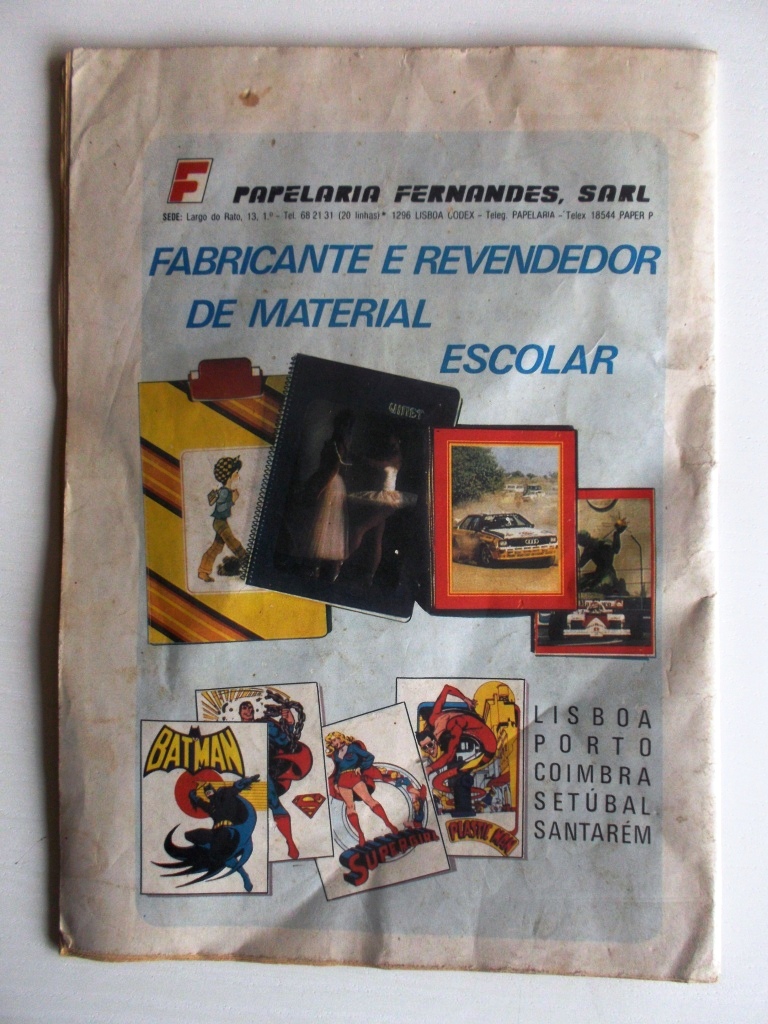 F
PAPELARIA FERNANDES, SARL
SEDE: Largo do Rato, 13, 1.º - Tel. 68 21 31 (20 linhas) * 1296 LISBOA CODEX - Teleg. PAPELARIA - Telex 18544 PAPER P
FABRICANTE E REVENDEDOR
DE MATERIAL
ESCOLAR
BATMAN
SUPERGIRL
PLASTIC MAN
LISBOA
PORTO
COIMBRA
SETÚBAL
SANTARÉM